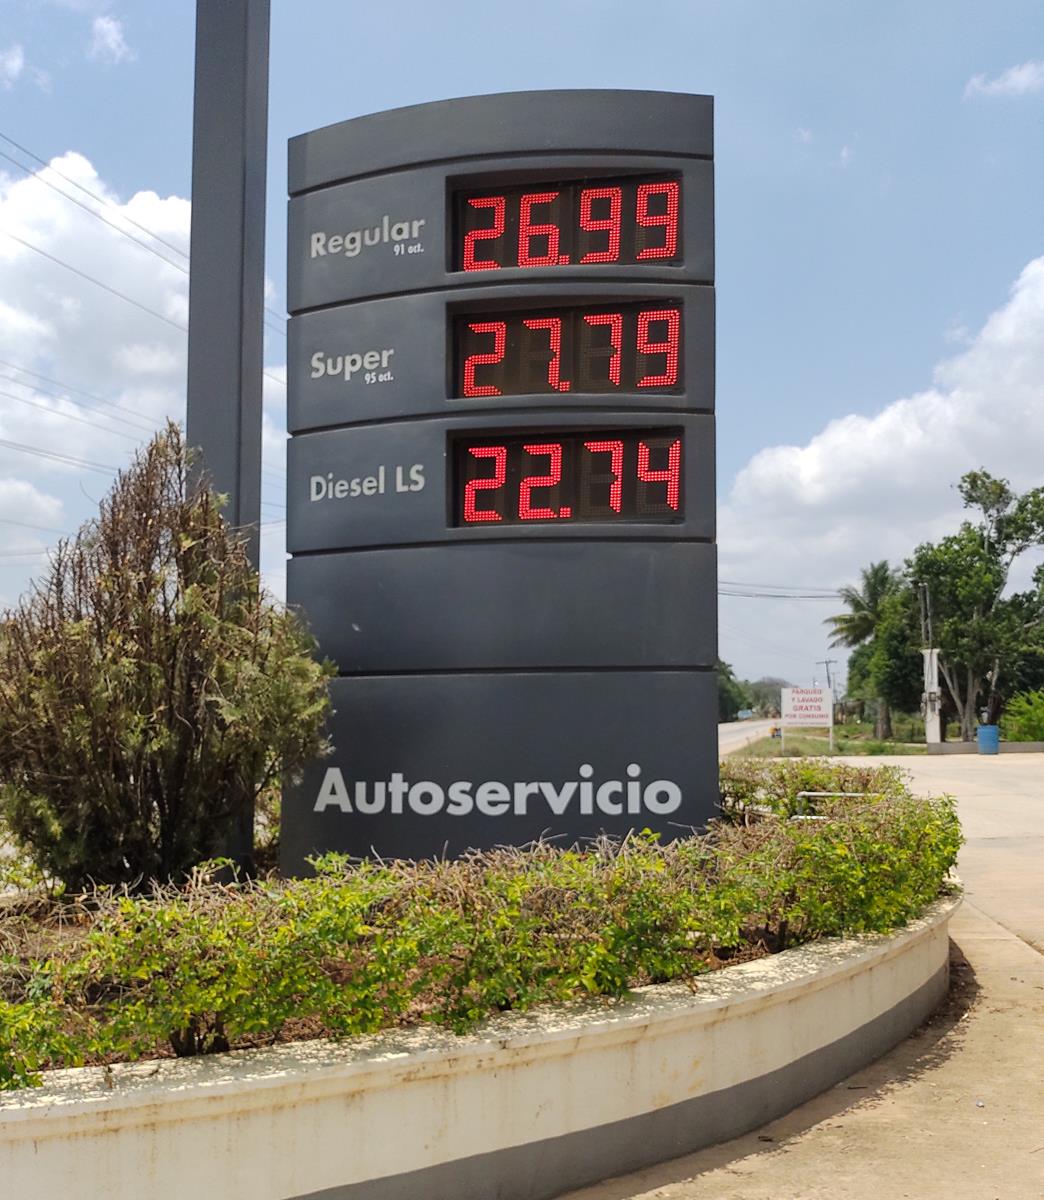 Regular 26.99
91 oct.
Super 27.79
95 oct.
Diesel LS 22.74
Autoservicio
PARQUEO
Y LAVADO
GRATIS
POR CONSUMO